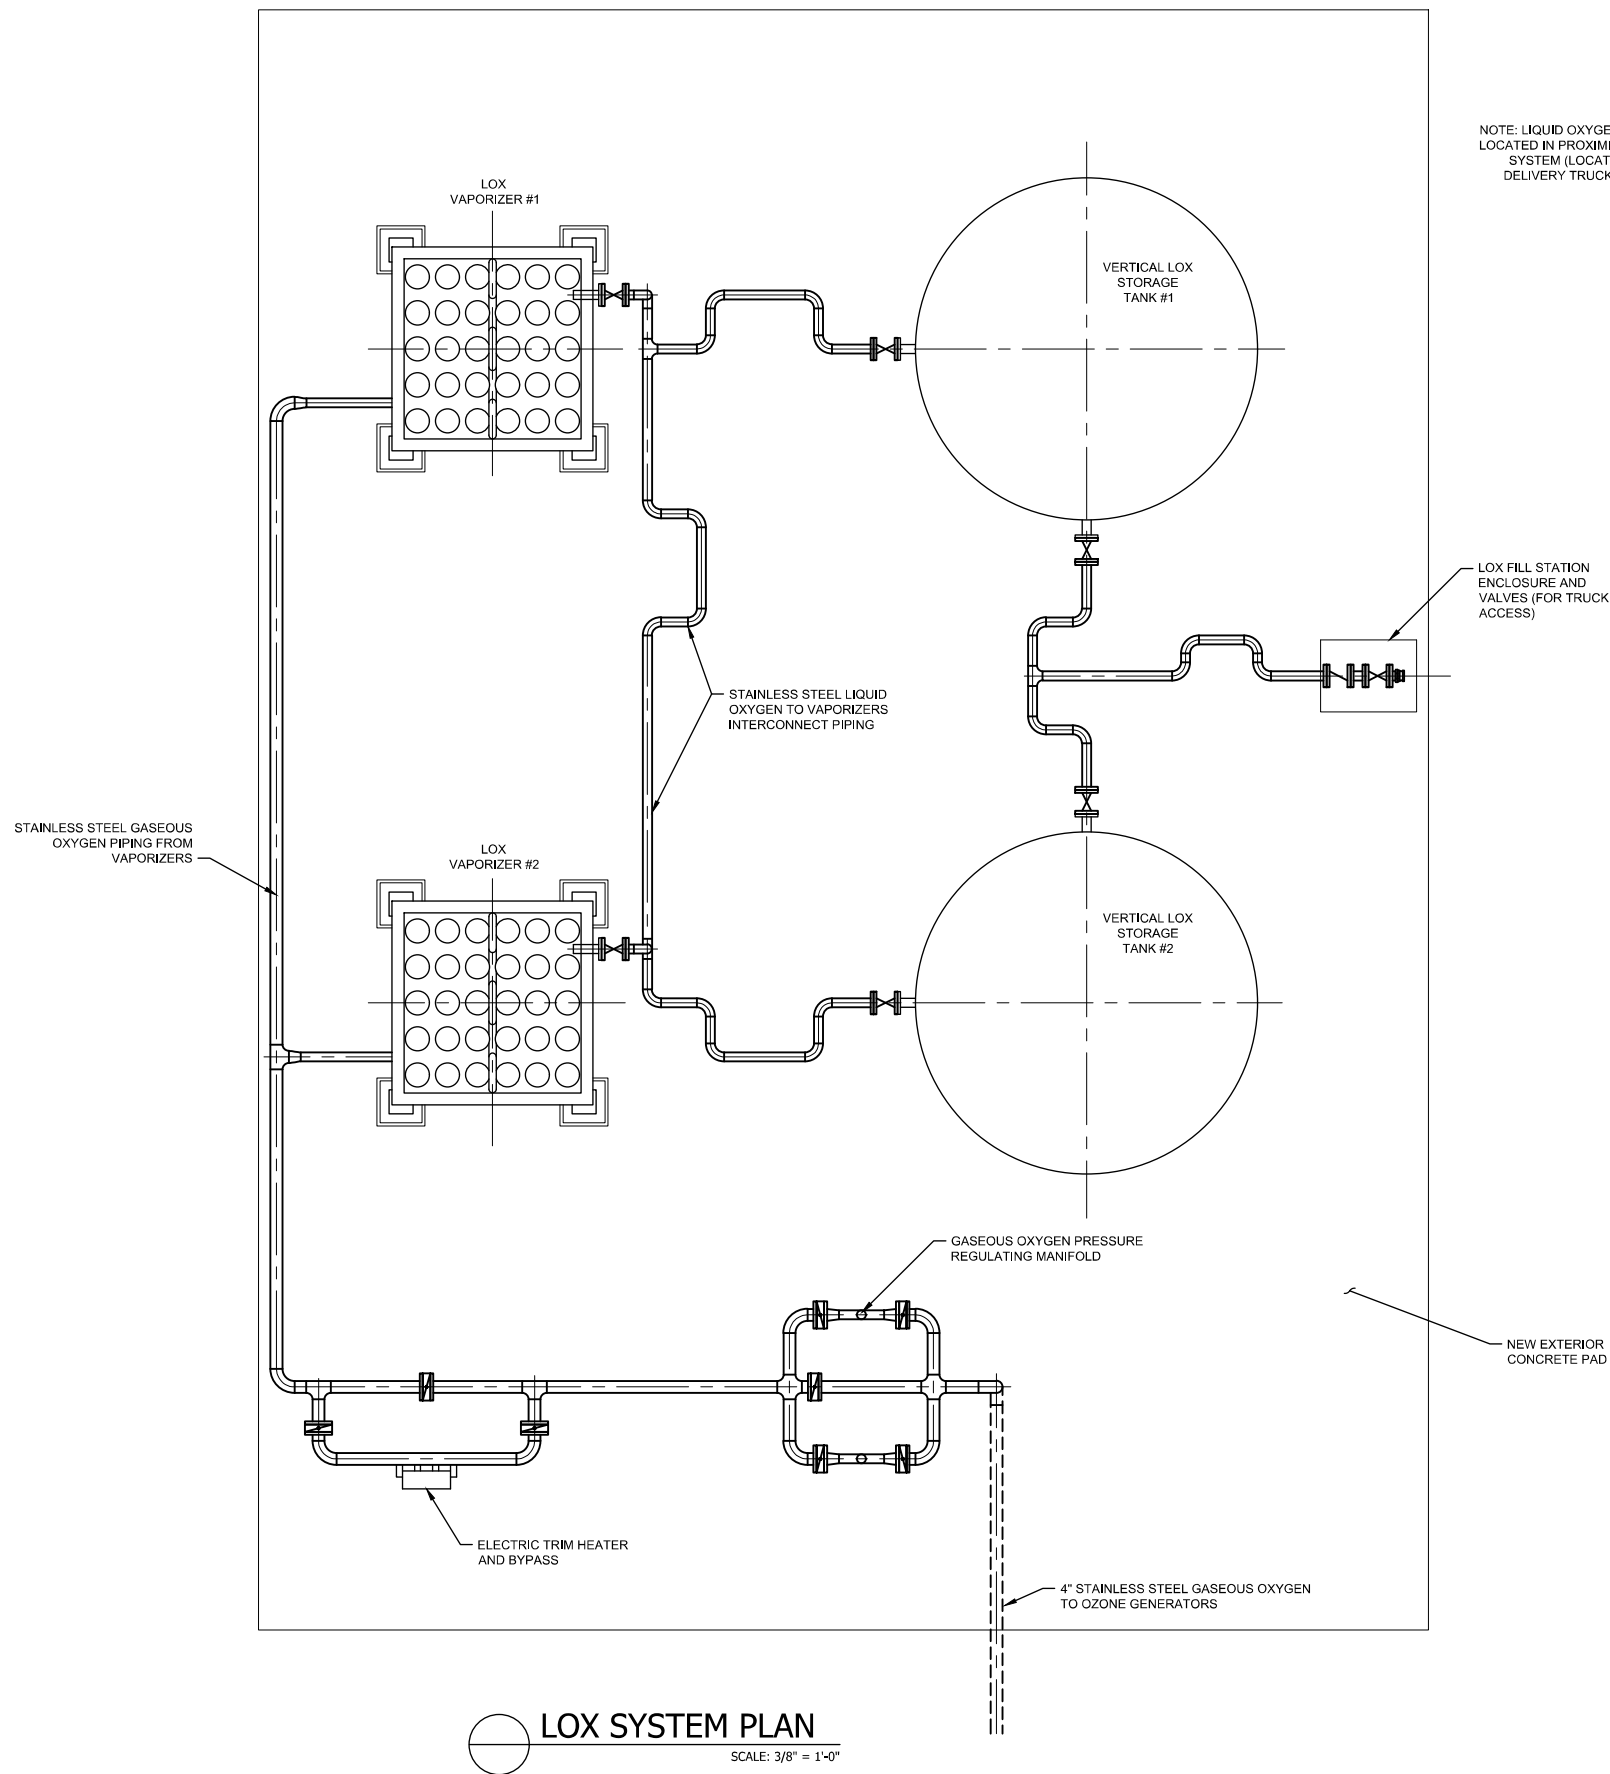 NOTE: LIQUID OXYGE
LOCATED IN PROXIMI
SYSTEM (LOCAT
DELIVERY TRUCK
LOX
VAPORIZER #1
VERTICAL LOX
STORAGE
TANK #1
LOX FILL STATION
ENCLOSURE AND
VALVES (FOR TRUCK
ACCESS)
STAINLESS STEEL LIQUID
OXYGEN TO VAPORIZERS
INTERCONNECT PIPING
STAINLESS STEEL GASEOUS
OXYGEN PIPING FROM
VAPORIZERS
LOX
VAPORIZER #2
VERTICAL LOX
STORAGE
TANK #2
GASEOUS OXYGEN PRESSURE
REGULATING MANIFOLD
NEW EXTERIOR
CONCRETE PAD
ELECTRIC TRIM HEATER
AND BYPASS
4" STAINLESS STEEL GASEOUS OXYGEN
TO OZONE GENERATORS
LOX SYSTEM PLAN
SCALE: 3/8" = 1'-0"